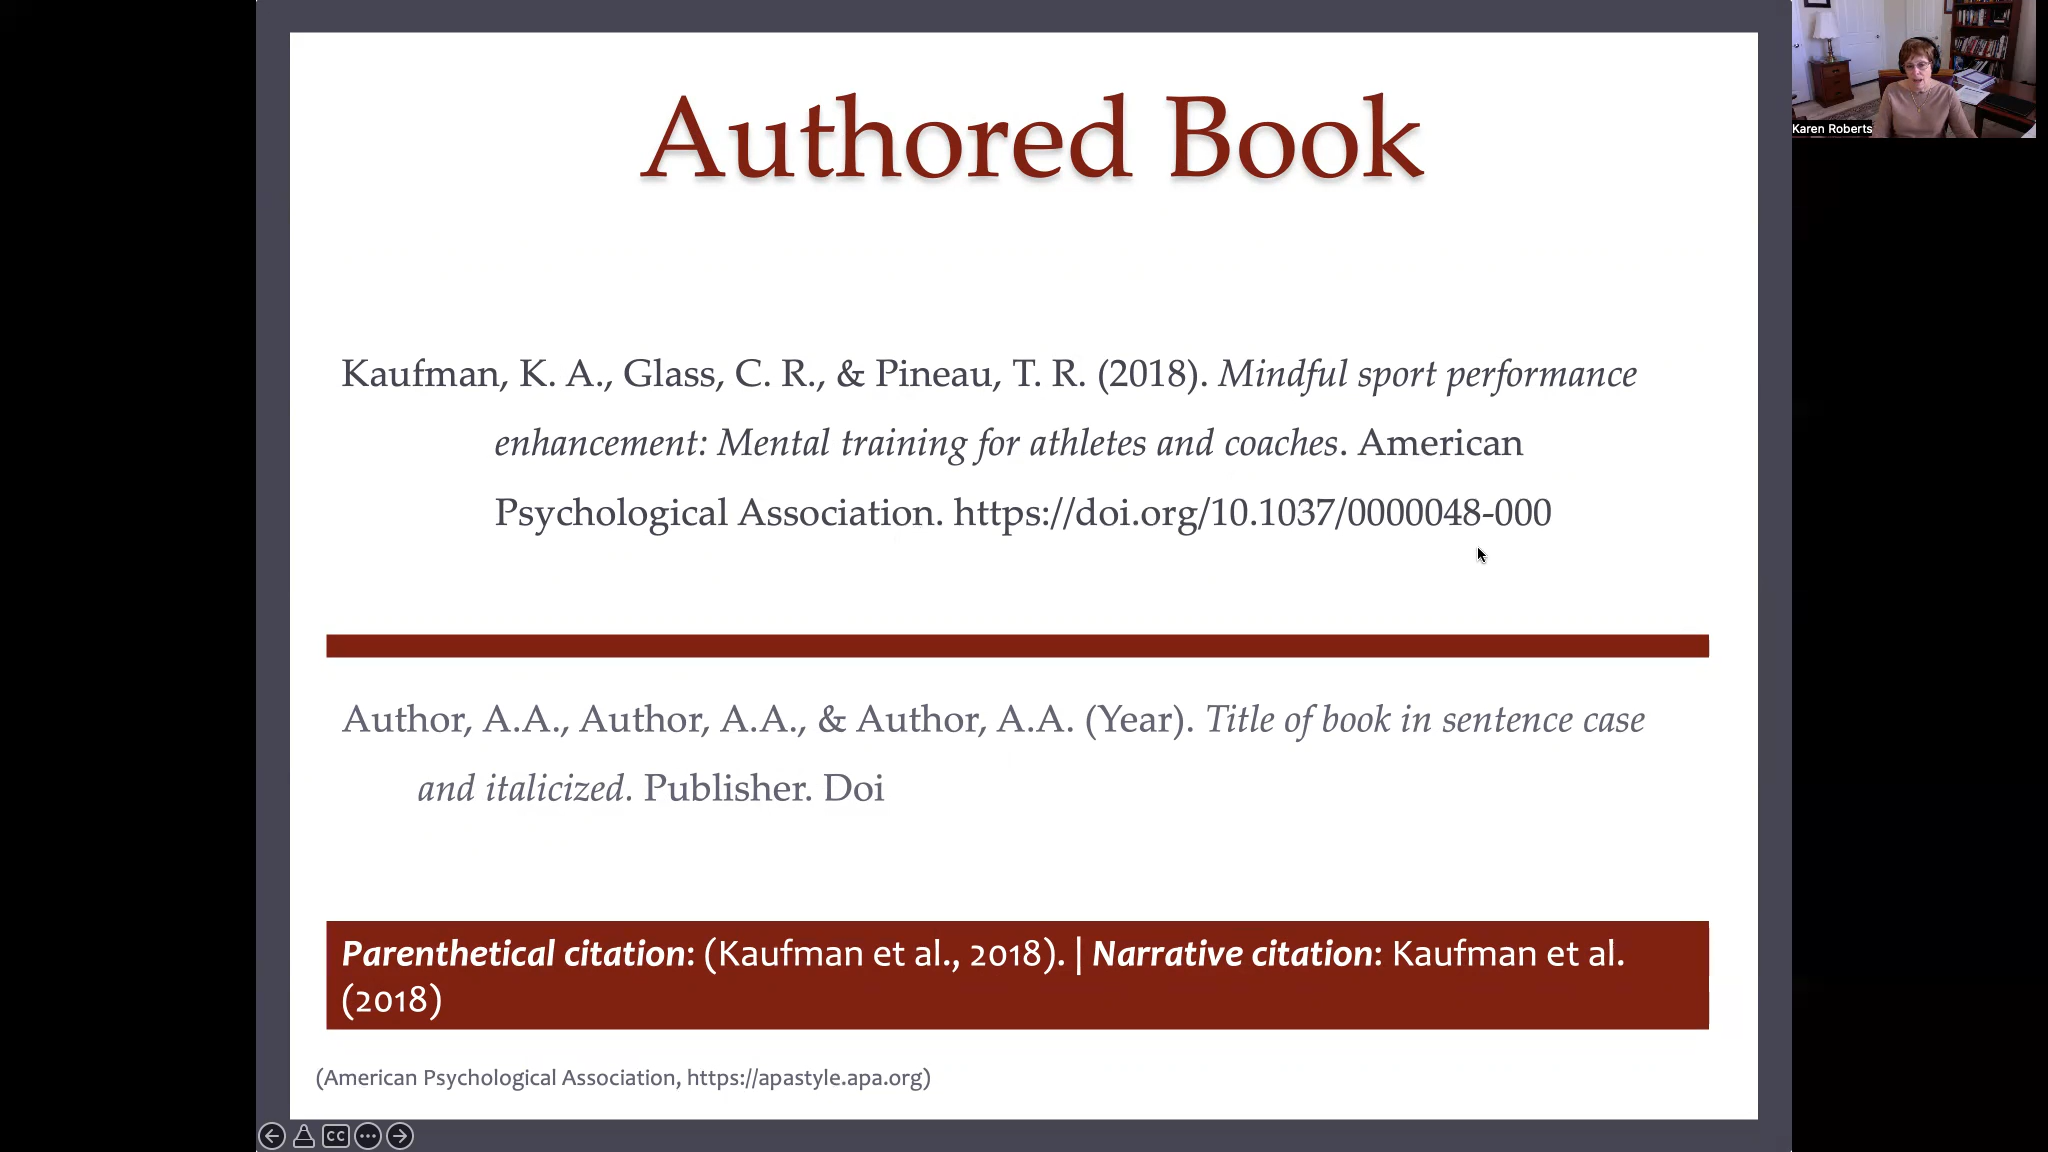 Authored Book
Karen Roberts
Kaufman, K. A., Glass, C. R., & Pineau, T. R. (2018). Mindful sport performance
enhancement: Mental training for athletes and coaches. American
Psychological Association. https://doi.org/10.1037/0000048-000
Author, A.A., Author, A.A., & Author, A.A. (Year). Title of book in sentence case
and italicized. Publisher. Doi
Parenthetical citation: (Kaufman et al., 2018). | Narrative citation: Kaufman et al.
(2018)
(American Psychological Association, https://apastyle.apa.org)
CC